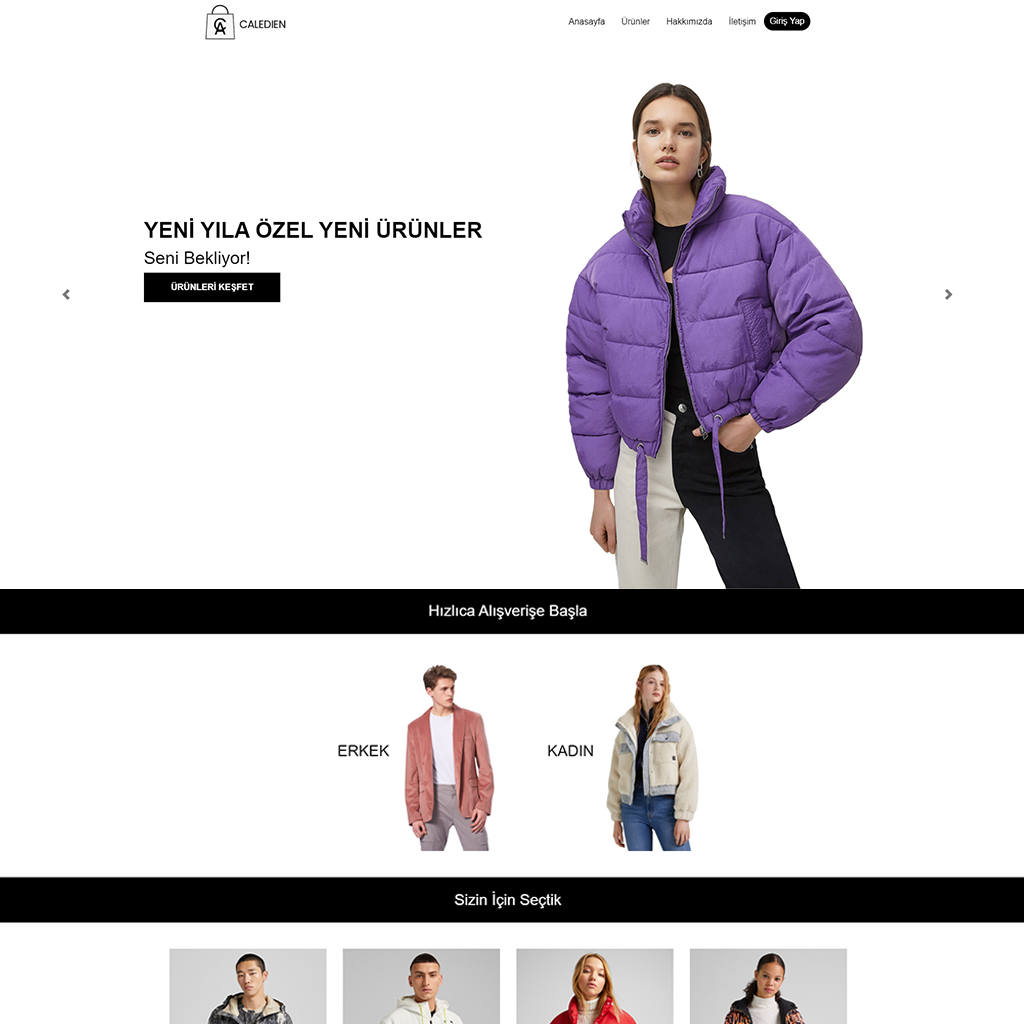 CA
CALEDIEN
Anasayfa
Ürünler
Hakkımızda
İletişim
Giriş Yap
YENİ YILA ÖZEL YENİ ÜRÜNLER
Seni Bekliyor!
ÜRÜNLERİ KEŞFET
Hızlıca Alışverişe Başla
ERKEK
KADIN
Sizin İçin Seçtik